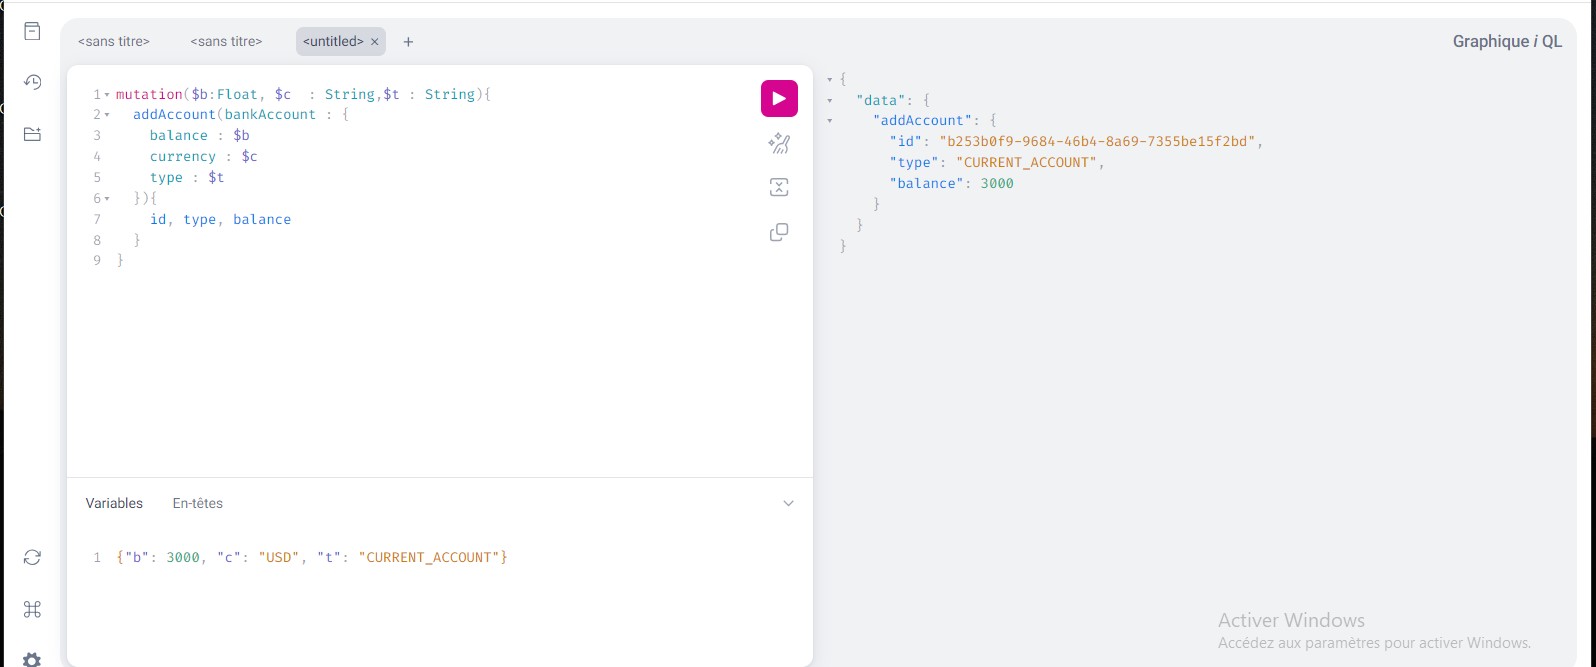 <sans titre> <sans titre> <untitled> × +
Graphique i QL
1 mutation($b:Float, $c  : String,$t : String){
2 addAccount(bankAccount : {
3 balance : $b
4 currency : $c
5 type : $t
6 }){
7 id, type, balance
8 }
9 }
{
"data": {
"addAccount": {
"id": "b253b0f9-9684-46b4-8a69-7355be15f2bd",
"type": "CURRENT_ACCOUNT",
"balance": 3000
}
}
}
Variables En-têtes
1 {"b": 3000, "c": "USD", "t": "CURRENT_ACCOUNT"}
Activer Windows
Accédez aux paramètres pour activer Windows.